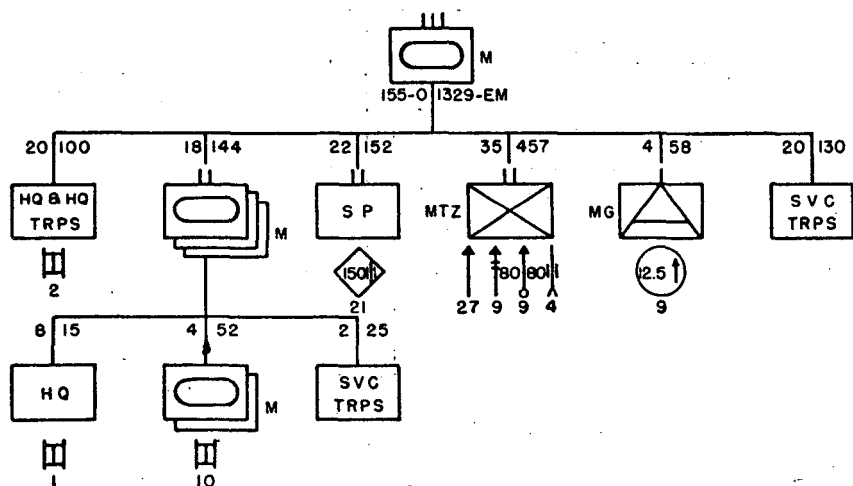 M
155-O 1329-EM
20 100
18 144
22 152
35 457
4 58
20 130
HQ & HQ
TRPS
M
SP
MTZ
MG
SVC
TRPS
2
150
21
80 80
27 9 9 4
12.5
9
8 15
4 52
2 25
HQ
M
SVC
TRPS
1
10